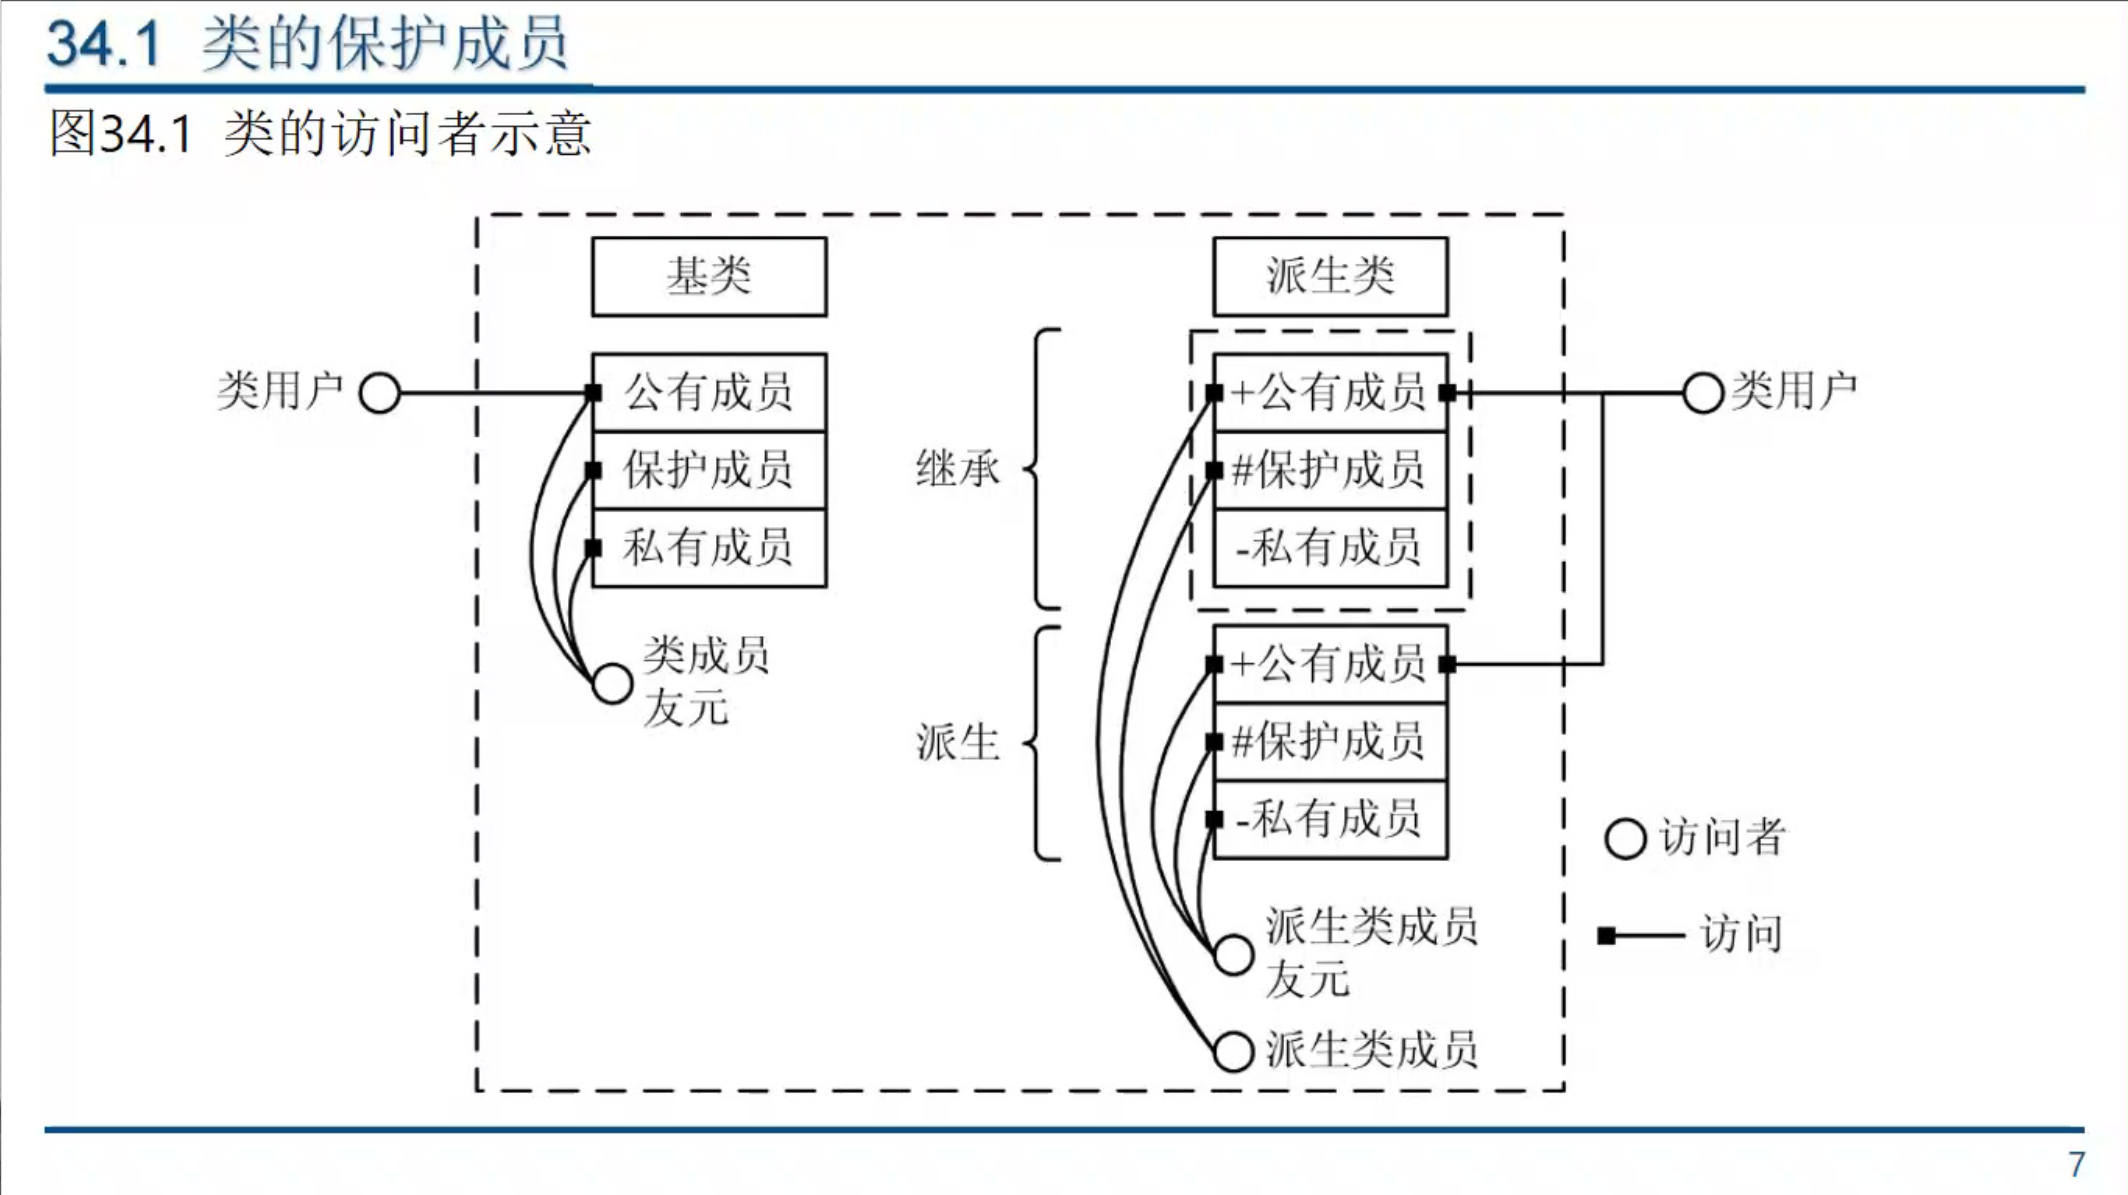 34.1 类的保护成员
图34.1 类的访问者示意
基类
派生类
类用户
公有成员
保护成员
私有成员
类成员
友元
继承
+公有成员
#保护成员
-私有成员
类用户
派生
+公有成员
#保护成员
-私有成员
派生类成员
友元
派生类成员
访问者
访问
7